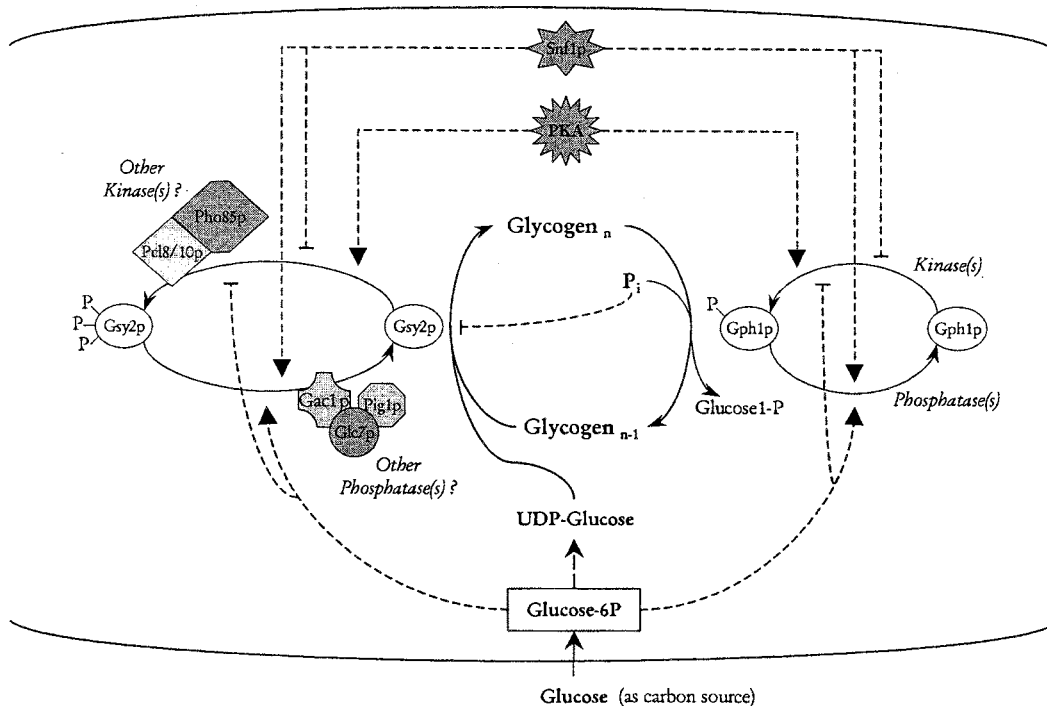 Snf1p
PKA
Other
Kinase(s) ?
Pho85p
Pcl8/10p
Glycogen n
Kinase(s)
P
P
P
Gsy2p
Gsy2p
Pi
P
Gph1p
Gph1p
Gac1p
Pig1p
Glc7p
Glucose1-P
Phosphatase(s)
Glycogen n-1
Other
Phosphatase(s) ?
UDP-Glucose
Glucose-6P
Glucose (as carbon source)